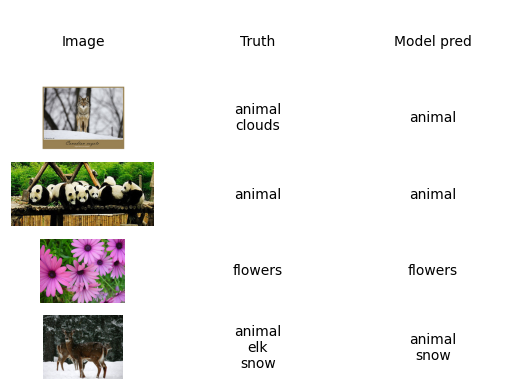 Image Truth Model pred
animal
clouds
animal
animal animal
flowers flowers
animal
elk
snow
animal
snow